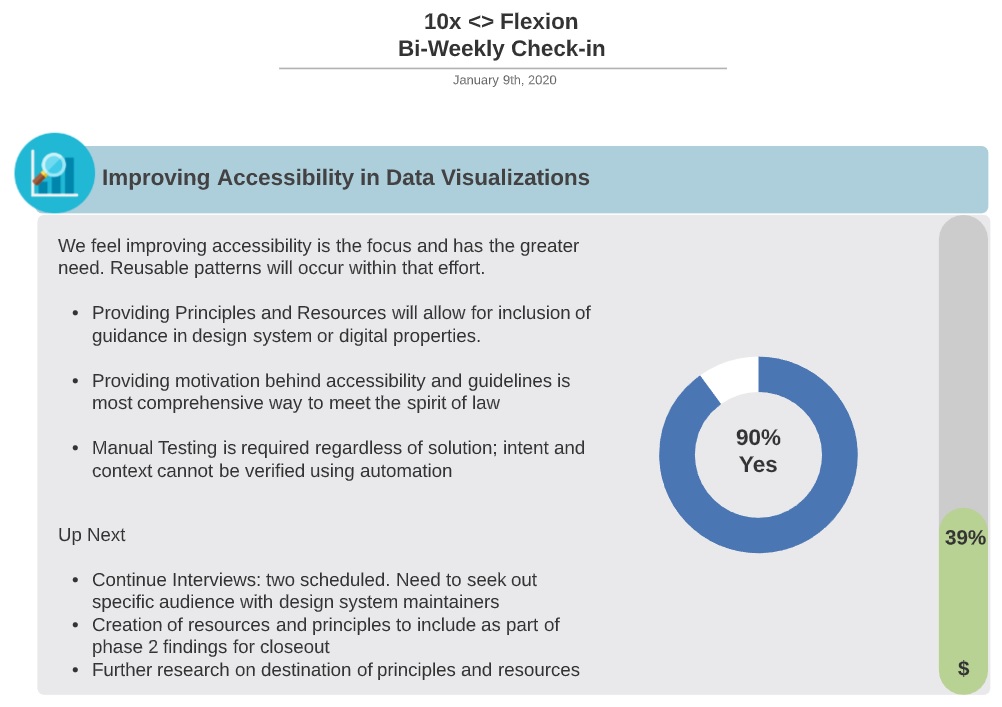 10x <> Flexion
Bi-Weekly Check-in
January 9th, 2020
Improving Accessibility in Data Visualizations
We feel improving accessibility is the focus and has the greater
need. Reusable patterns will occur within that effort.
• Providing Principles and Resources will allow for inclusion of
guidance in design system or digital properties.
• Providing motivation behind accessibility and guidelines is
most comprehensive way to meet the spirit of law
• Manual Testing is required regardless of solution; intent and
context cannot be verified using automation
90%
Yes
Up Next
• Continue Interviews: two scheduled. Need to seek out
specific audience with design system maintainers
• Creation of resources and principles to include as part of
phase 2 findings for closeout
• Further research on destination of principles and resources
39%
$